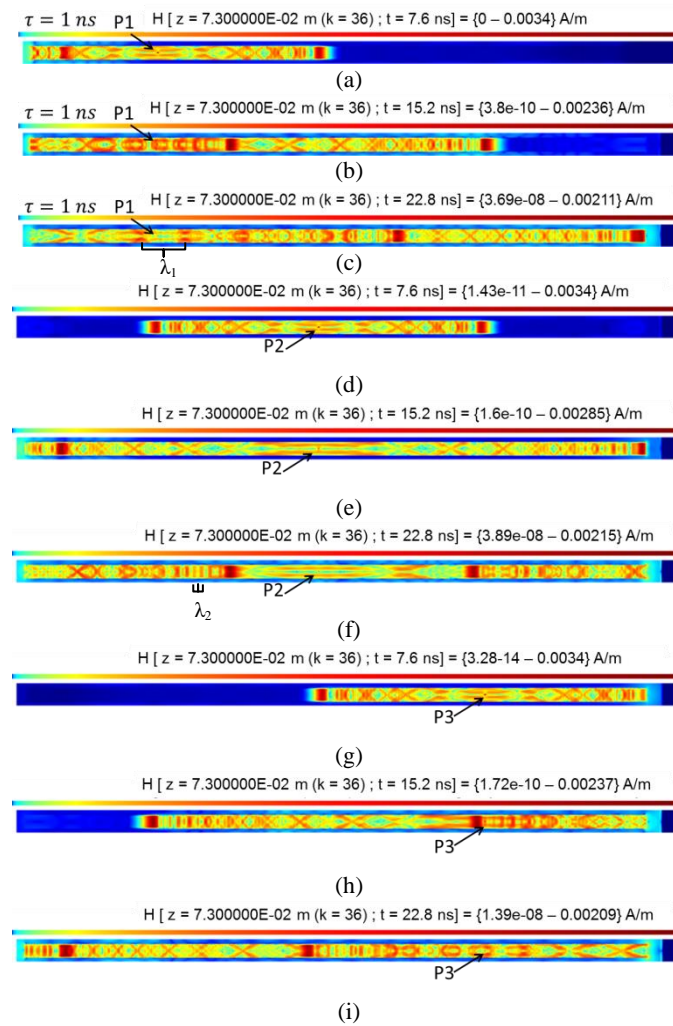 τ = 1 ns P1 H [ z = 7.300000E-02 m (k = 36) ; t = 7.6 ns] = {0 – 0.0034} A/m
(a)
τ = 1 ns P1 H [ z = 7.300000E-02 m (k = 36) ; t = 15.2 ns] = {3.8e-10 – 0.00236} A/m
(b)
τ = 1 ns P1 H [ z = 7.300000E-02 m (k = 36) ; t = 22.8 ns] = {3.69e-08 – 0.00211} A/m
λ1 (c)
H [ z = 7.300000E-02 m (k = 36) ; t = 7.6 ns] = {1.43e-11 – 0.0034} A/m
P2
(d)
H [ z = 7.300000E-02 m (k = 36) ; t = 15.2 ns] = {1.6e-10 – 0.00285} A/m
P2
(e)
H [ z = 7.300000E-02 m (k = 36) ; t = 22.8 ns] = {3.89e-08 – 0.00215} A/m
P2
λ2
(f)
H [ z = 7.300000E-02 m (k = 36) ; t = 7.6 ns] = {3.28-14 – 0.0034} A/m
P3
(g)
H [ z = 7.300000E-02 m (k = 36) ; t = 15.2 ns] = {1.72e-10 – 0.00237} A/m
P3
(h)
H [ z = 7.300000E-02 m (k = 36) ; t = 22.8 ns] = {1.39e-08 – 0.00209} A/m
P3
(i)